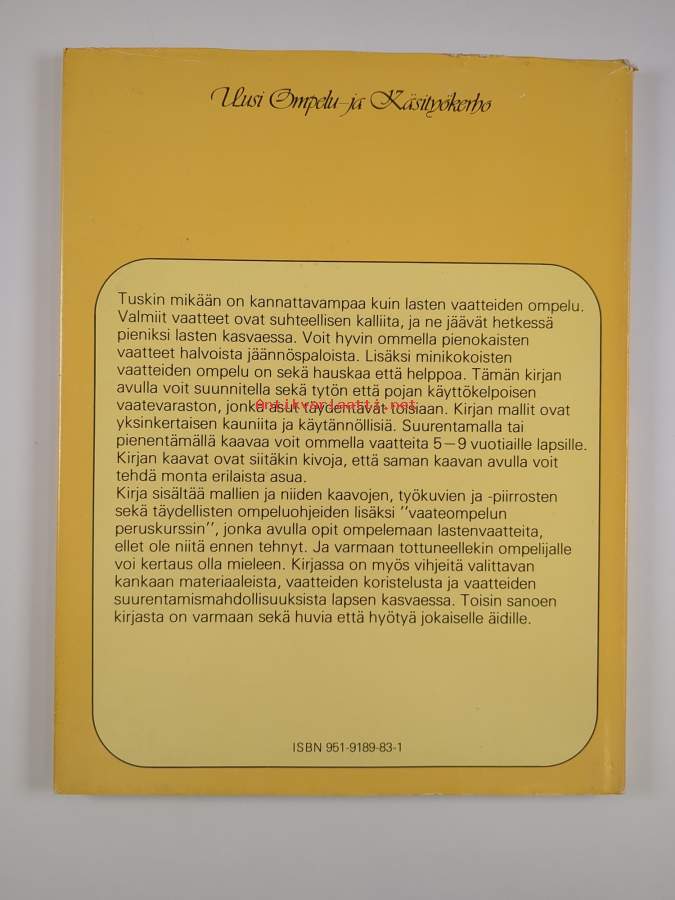 Uusi Ompelu-ja Käsityökerho
Tuskin mikään on kannattavampaa kuin lasten vaatteiden ompelu.
Valmiit vaatteet ovat suhteellisen kalliita, ja ne jäävät hetkessä
pieniksi lasten kasvaessa. Voit hyvin ommella pienokaisten
vaatteet halvoista jäännöspaloista. Lisäksi minikokoisten
vaatteiden ompelu on sekä hauskaa että helppoa. Tämän kirjan
avulla voit suunnitella sekä tytön että pojan käyttökelpoisen
vaatevaraston, jonka asut täydentävät toisiaan. Kirjan mallit ovat
Antikvariaatti.net
yksinkertaisen kauniita ja käytännöllisiä. Suurentamalla tai
pienentämällä kaavaa voit ommella vaatteita 5—9 vuotiaille lapsille.
Kirjan kaavat ovat siitäkin kivoja, että saman kaavan avulla voit
tehdä monta erilaista asua.
Kirja sisältää mallien ja niiden kaavojen, työkuvien ja -piirrosten
sekä täydellisten ompeluohjeiden lisäksi ''vaateompelun
peruskurssin'', jonka avulla opit ompelemaan lastenvaatteita,
ellet ole niitä ennen tehnyt. Ja varmaan tottuneellekin ompelijalle
voi kertaus olla mieleen. Kirjassa on myös vihjeitä valittavan
kankaan materiaaleista, vaatteiden koristelusta ja vaatteiden
suurentamismahdollisuuksista lapsen kasvaessa. Toisin sanoen
kirjasta on varmaan sekä huvia että hyötyä jokaiselle äidille.
ISBN 951-9189-83-1